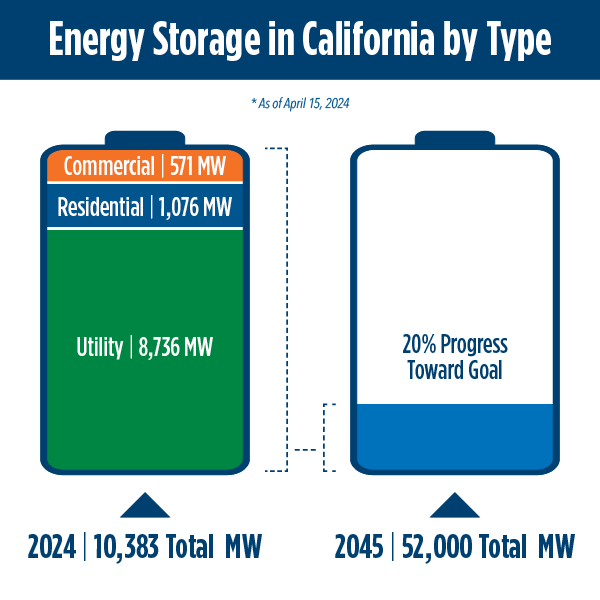 Energy Storage in California by Type
* As of April 15, 2024
Commercial | 571 MW
Residential | 1,076 MW
Utility | 8,736 MW
20% Progress
Toward Goal
2024 | 10,383 Total MW
2045 | 52,000 Total MW